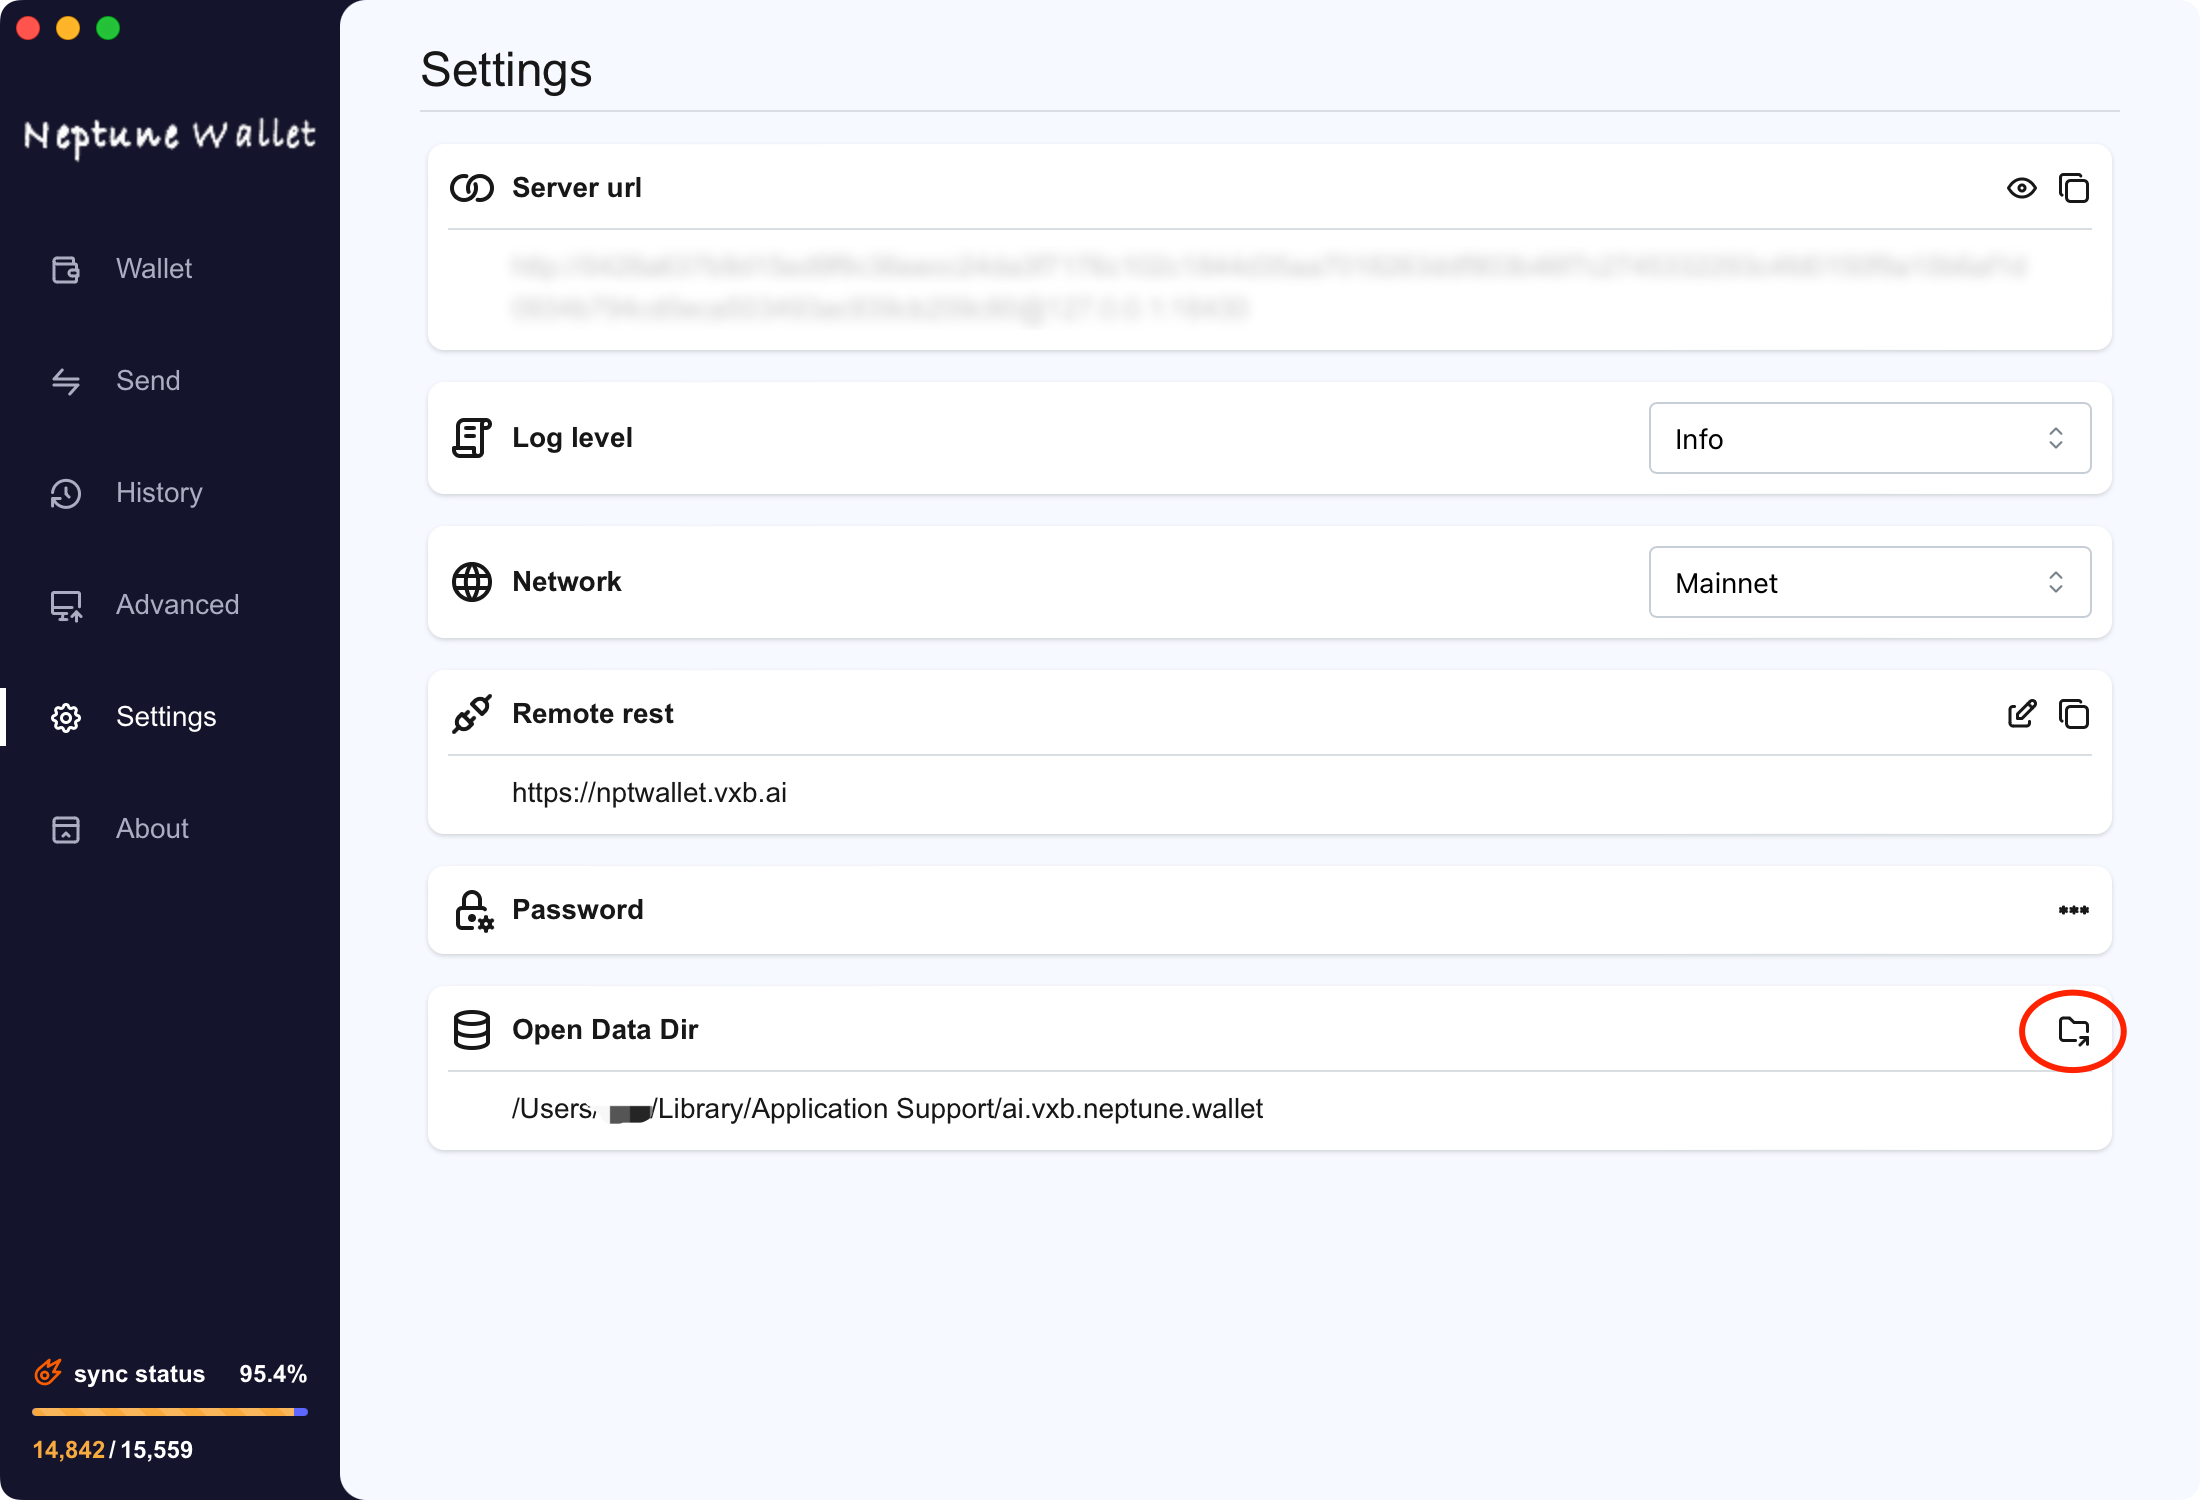 Neptune Wallet
Wallet
Send
History
Advanced
Settings
About
sync status 95.4%
14,842 / 15,559
Settings
Server url
Log level
Info
Network
Mainnet
Remote rest
https://nptwallet.vxb.ai
Password
Open Data Dir
/Users/ /Library/Application Support/ai.vxb.neptune.wallet